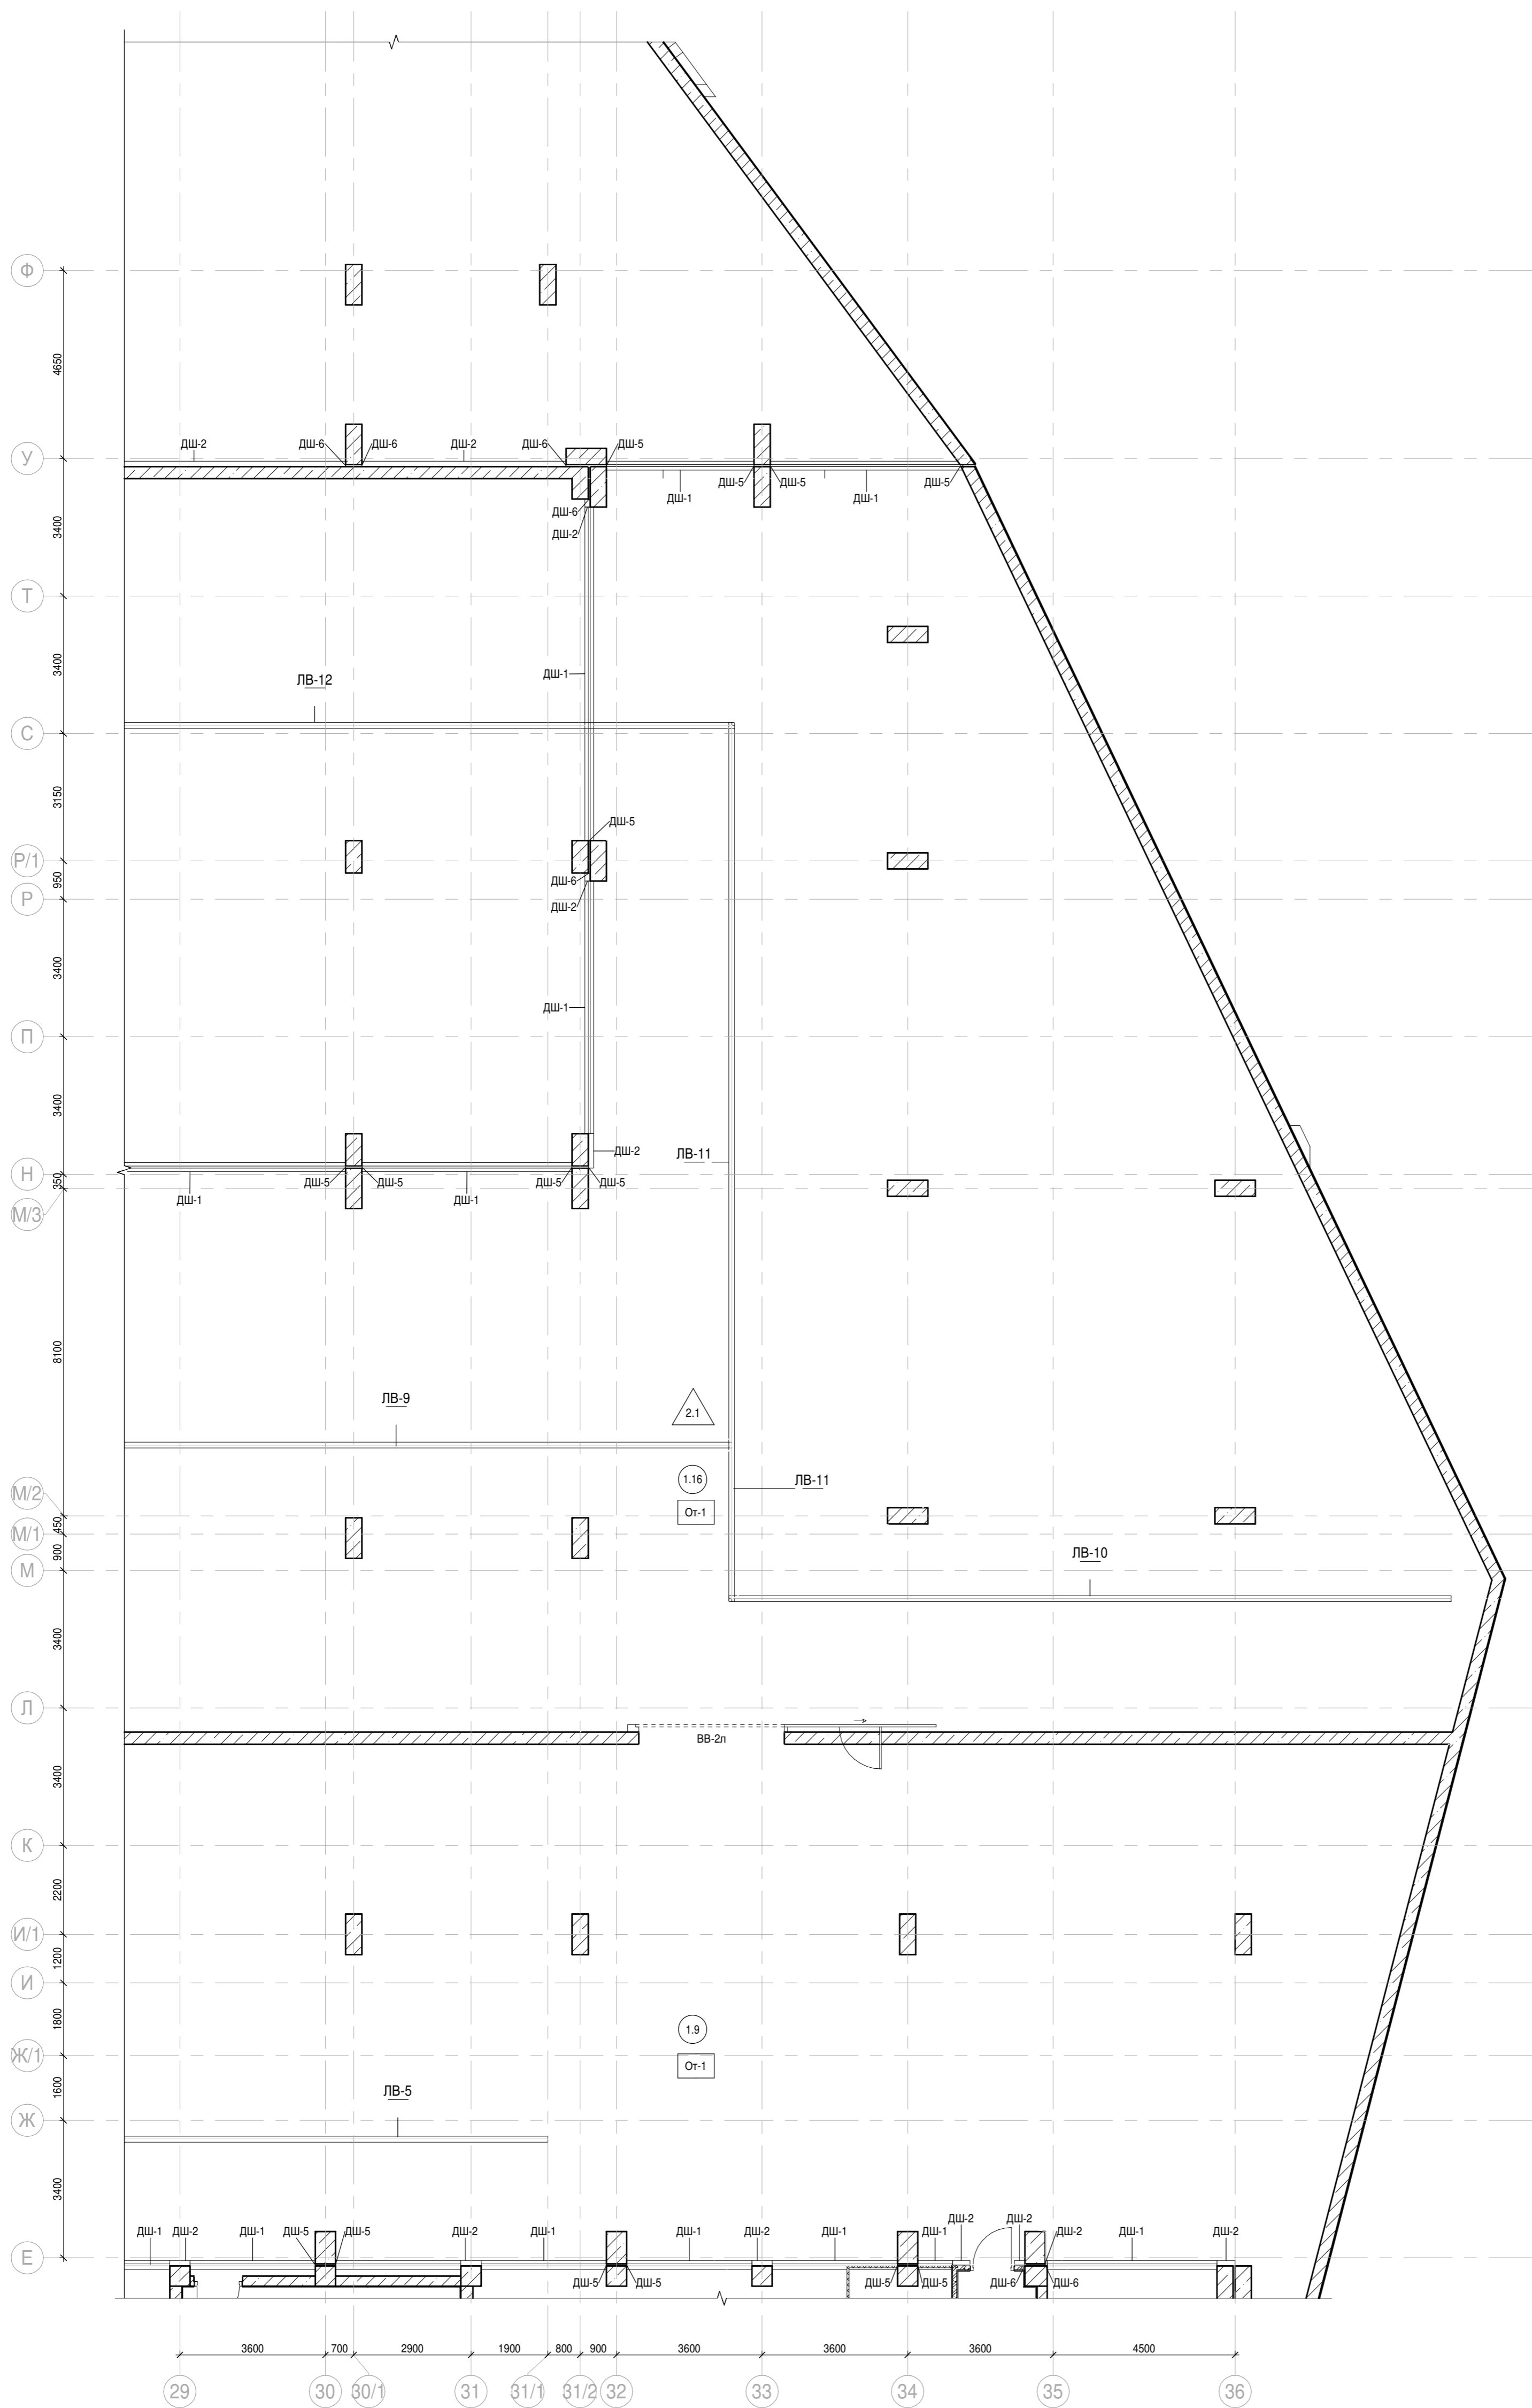 Ф
4650
ДШ-2
ДШ-6
ДШ-6
ДШ-2
ДШ-6
ДШ-5
У
ДШ-5
ДШ-5
ДШ-5
ДШ-1
ДШ-1
ДШ-6
3400
ДШ-2
Т
3400
ДШ-1
ЛВ-12
С
3150
ДШ-5
Р/1
950
ДШ-6
Р
ДШ-2
3400
ДШ-1
П
3400
ДШ-2
ЛВ-11
Н
350
ДШ-5
ДШ-5
ДШ-5
ДШ-5
ДШ-1
ДШ-1
М/3
8100
ЛВ-9
2.1
1.16
ЛВ-11
М/2
От-1
450
М/1
900
ЛВ-10
М
3400
Л
ВВ-2л
3400
К
2200
И/1
1200
И
1800
1.9
Ж/1
От-1
1600
ЛВ-5
Ж
3400
ДШ-2
ДШ-2
ДШ-1
ДШ-2
ДШ-1
ДШ-5
ДШ-5
ДШ-2
ДШ-1
ДШ-1
ДШ-2
ДШ-1
ДШ-1
ДШ-2
ДШ-1
ДШ-2
Е
ДШ-5
ДШ-5
ДШ-5
ДШ-5
ДШ-6
ДШ-6
3600
700
2900
1900
800
900
3600
3600
3600
4500
29
30
30/1
31
31/1
31/2
32
33
34
35
36